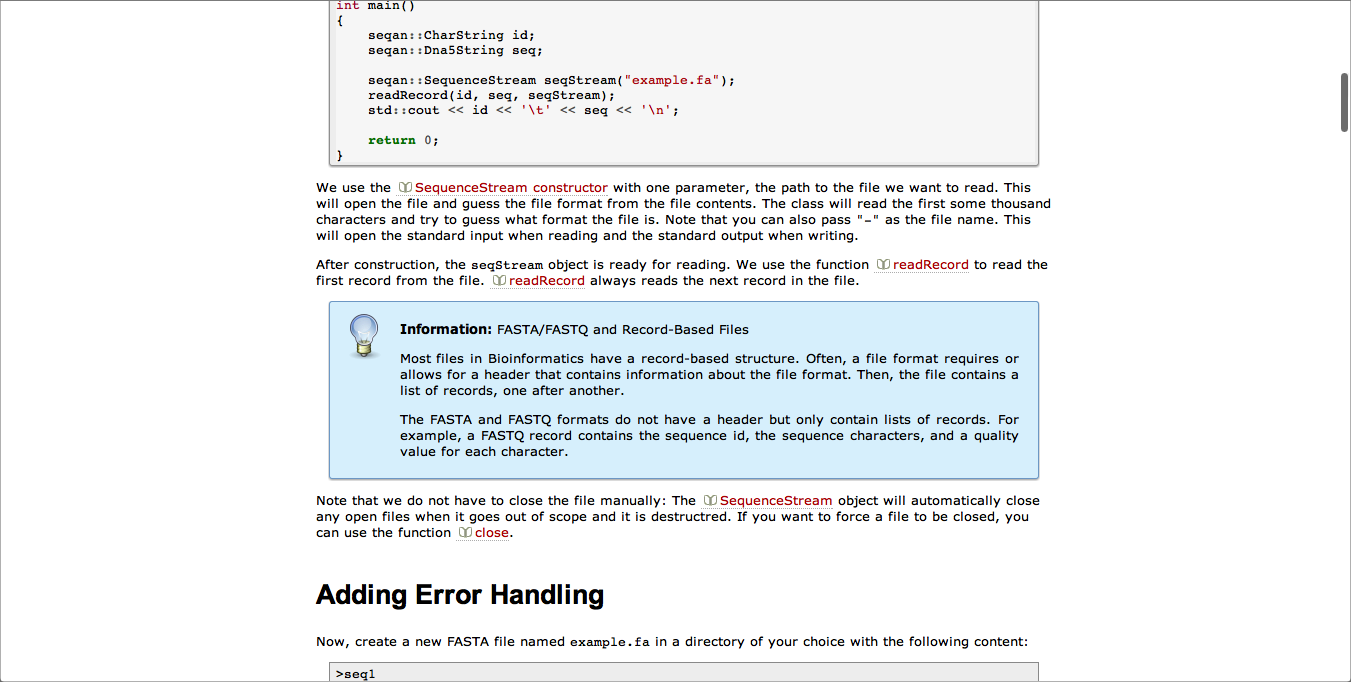 int main()
{
    seqan::CharString id;
    seqan::Dna5String seq;
    seqan::SequenceStream seqStream("example.fa");
    readRecord(id, seq, seqStream);
    std::cout << id << '\t' << seq << '\n';
    return 0;
}
We use the SequenceStream constructor with one parameter, the path to the file we want to read. This
will open the file and guess the file format from the file contents. The class will read the first some thousand
characters and try to guess what format the file is. Note that you can also pass "-" as the file name. This
will open the standard input when reading and the standard output when writing.
After construction, the seqStream object is ready for reading. We use the function readRecord to read the
first record from the file. readRecord always reads the next record in the file.
Information: FASTA/FASTQ and Record-Based Files
Most files in Bioinformatics have a record-based structure. Often, a file format requires or
allows for a header that contains information about the file format. Then, the file contains a
list of records, one after another.
The FASTA and FASTQ formats do not have a header but only contain lists of records. For
example, a FASTQ record contains the sequence id, the sequence characters, and a quality
value for each character.
Note that we do not have to close the file manually: The SequenceStream object will automatically close
any open files when it goes out of scope and it is destructred. If you want to force a file to be closed, you
can use the function close.
Adding Error Handling
Now, create a new FASTA file named example.fa in a directory of your choice with the following content:
>seq1